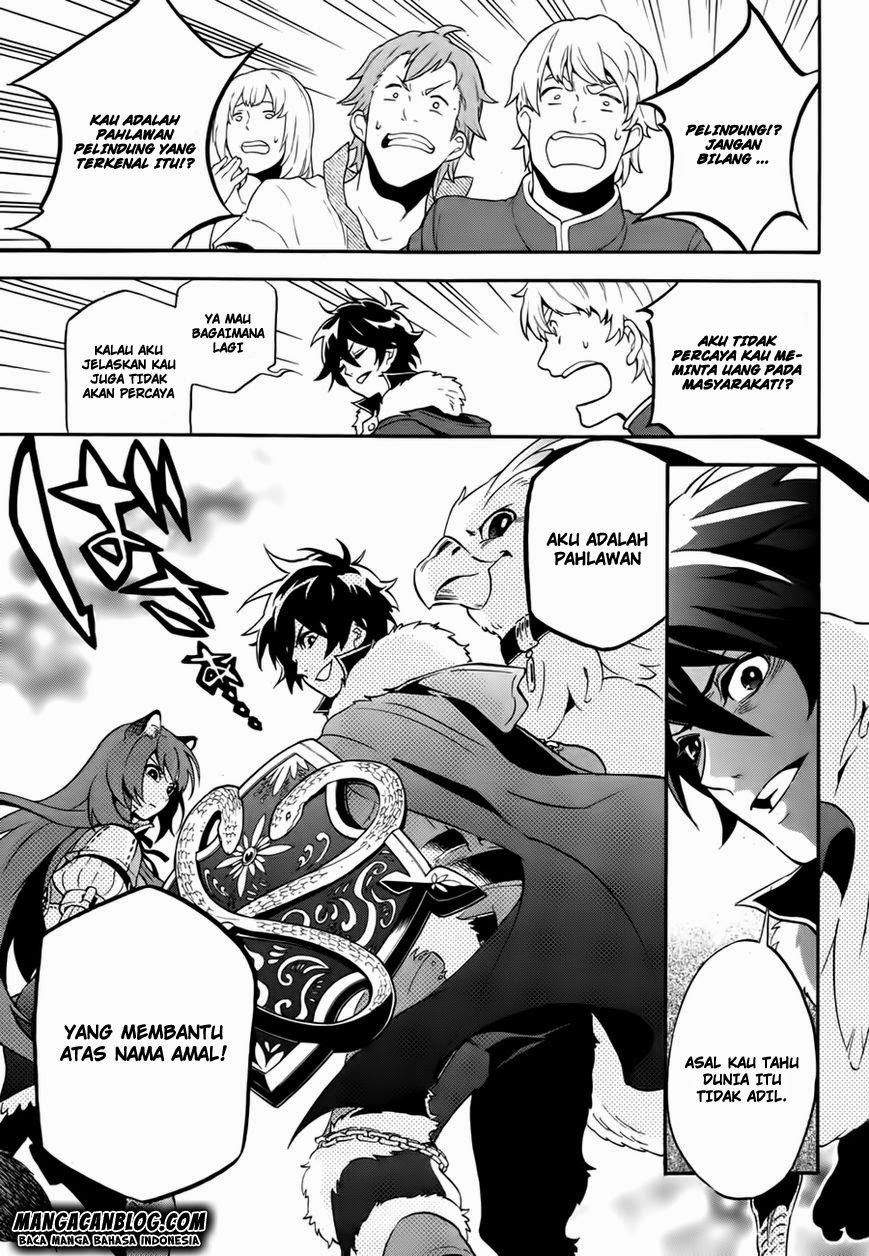 PELINDUNG!?
JANGAN
BILANG ...
KAU ADALAH
PAHLAWAN
PELINDUNG YANG
TERKENAL ITU!?
AKU TIDAK
PERCAYA KAU ME-
MINTA UANG PADA
MASYARAKAT!?
YA MAU
BAGAIMANA
LAGI
KALAU AKU
JELASKAN KAU
JUGA TIDAK
AKAN PERCAYA
ASAL KAU TAHU
DUNIA ITU
TIDAK ADIL.
AKU ADALAH
PAHLAWAN
YANG MEMBANTU
ATAS NAMA AMAL!
MANGACANBLOG.COM
BACA MANGA BAHASA INDONESIA